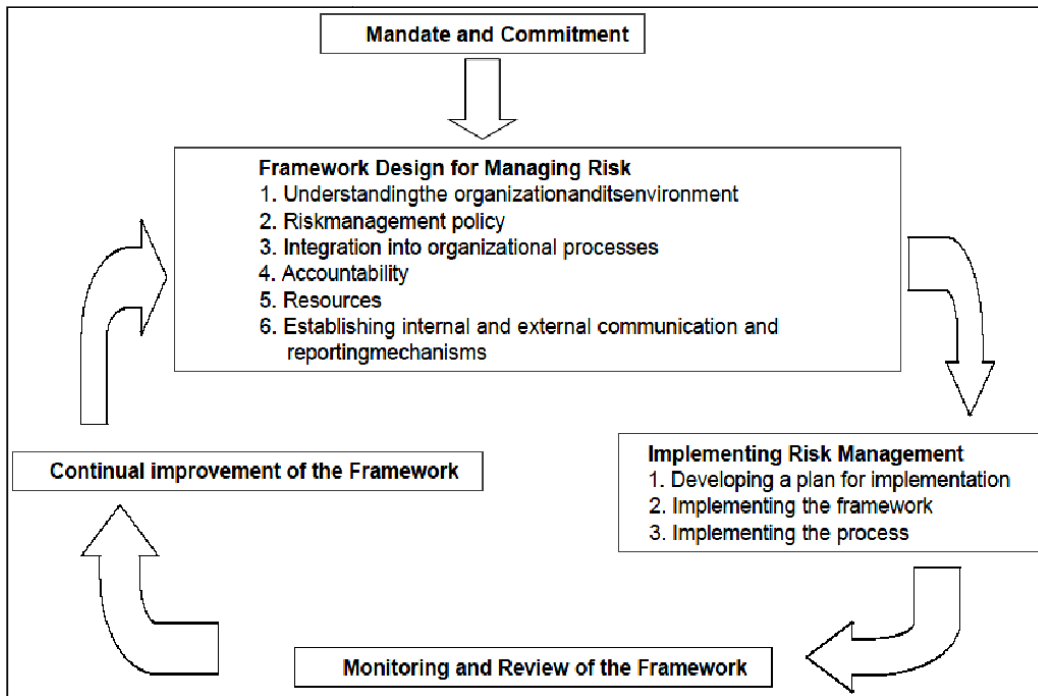 Mandate and Commitment
Framework Design for Managing Risk
1. Understandingthe organizationanditsenvironment
2. Riskmanagement policy
3. Integration into organizational processes
4. Accountability
5. Resources
6. Establishing internal and external communication and
reportingmechanisms
Continual improvement of the Framework
Implementing Risk Management
1. Developing a plan for implementation
2. Implementing the framework
3. Implementing the process
Monitoring and Review of the Framework